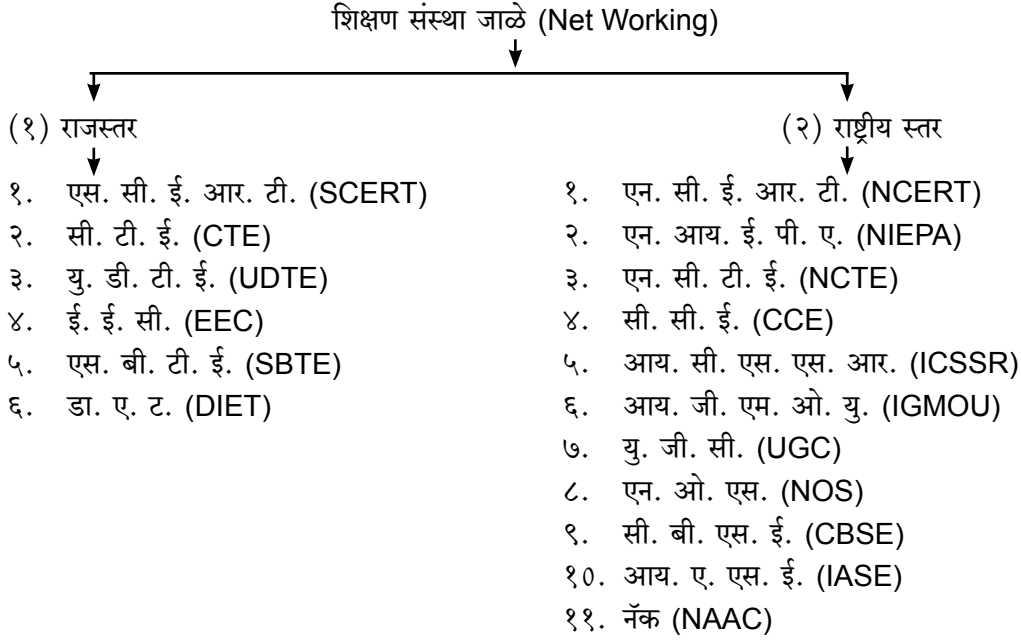 शिक्षण संस्था जाळे (Net Working)
(१) राजस्तर
१. एस. सी. ई. आर. टी. (SCERT)
२. सी. टी. ई. (CTE)
३. यु. डी. टी. ई. (UDTE)
४. ई. ई. सी. (EEC)
५. एस. बी. टी. ई. (SBTE)
६. डा. ए. ट. (DIET)
(२) राष्ट्रीय स्तर
१. एन. सी. ई. आर. टी. (NCERT)
२. एन. आय. ई. पी. ए. (NIEPA)
३. एन. सी. टी. ई. (NCTE)
४. सी. सी. ई. (CCE)
५. आय. सी. एस. एस. आर. (ICSSR)
६. आय. जी. एम. ओ. यु. (IGMOU)
७. यु. जी. सी. (UGC)
८. एन. ओ. एस. (NOS)
९. सी. बी. एस. ई. (CBSE)
१०. आय. ए. एस. ई. (IASE)
११. नॅक (NAAC)